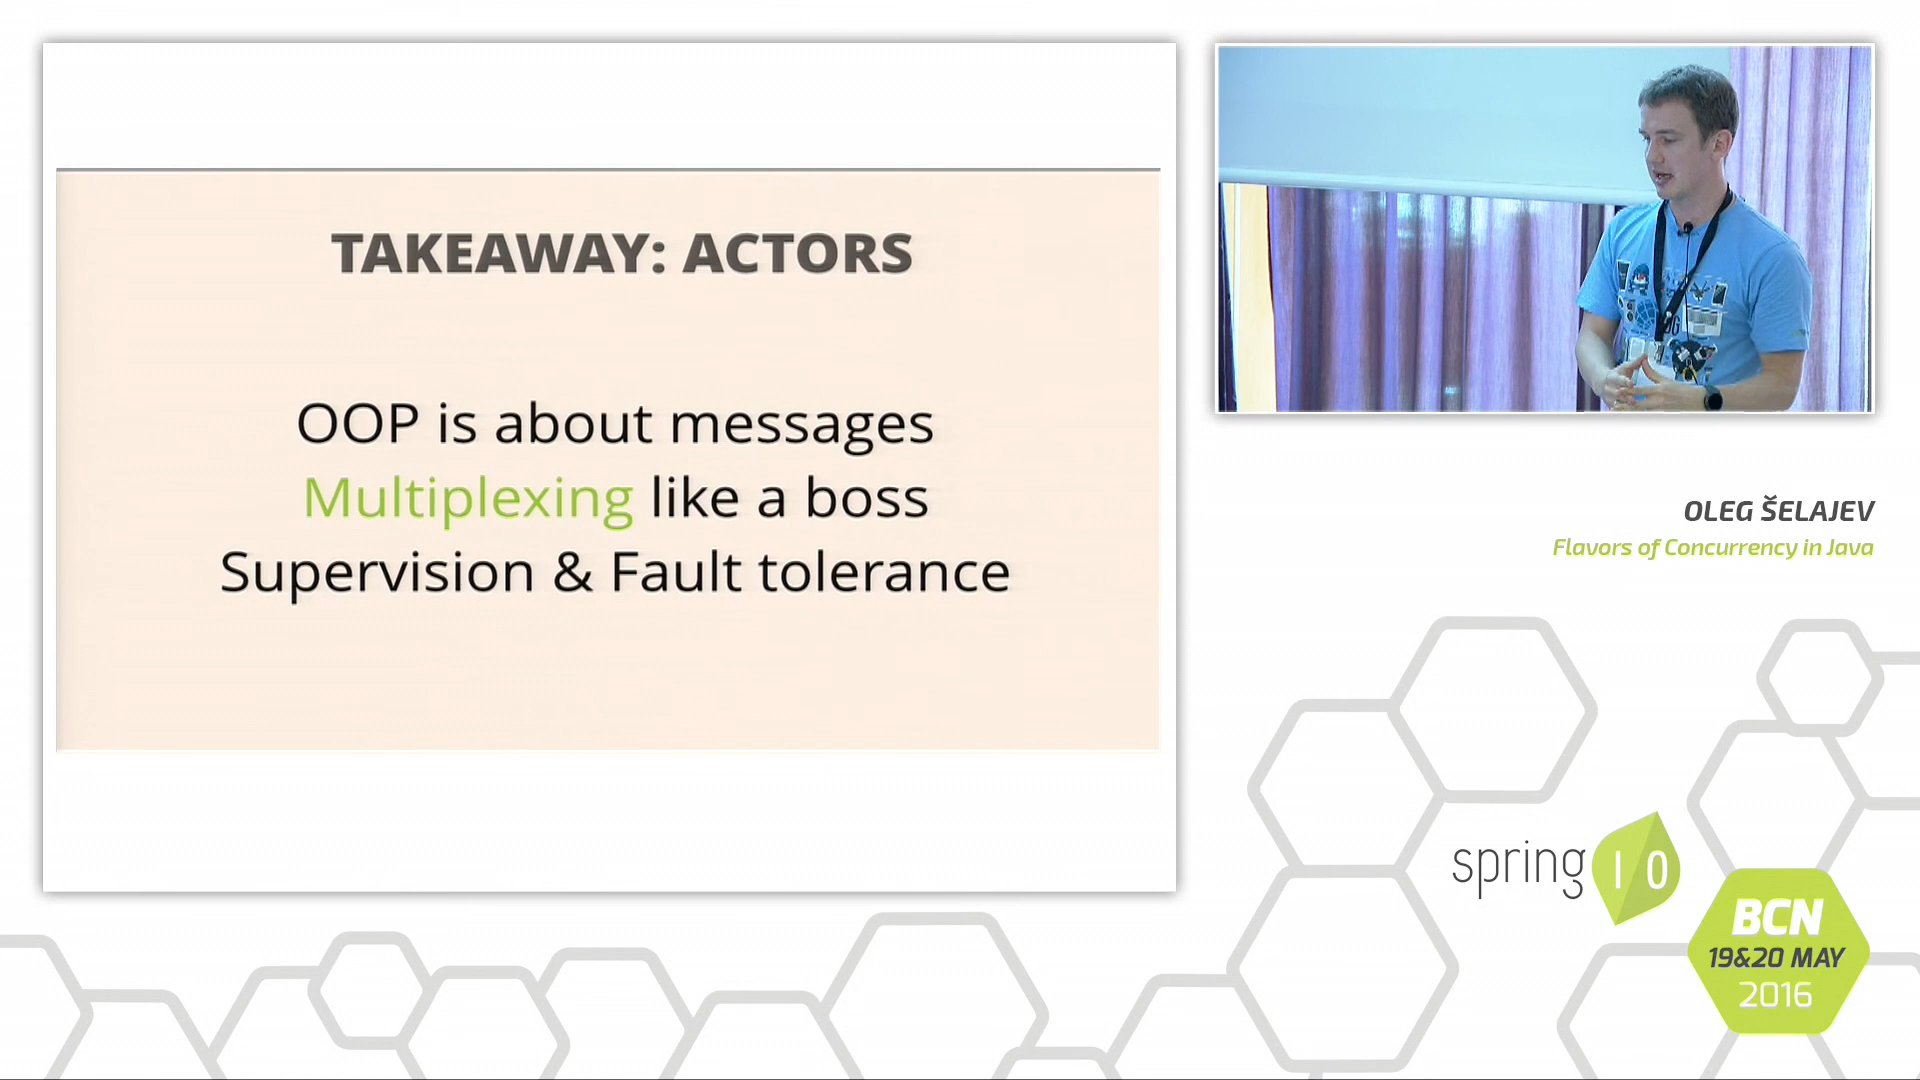 TAKEAWAY: ACTORS
OOP is about messages
Multiplexing like a boss
Supervision & Fault tolerance
OLEG ŠELAJEV
Flavors of Concurrency in Java
spring I O
BCN
19&20 MAY
2016